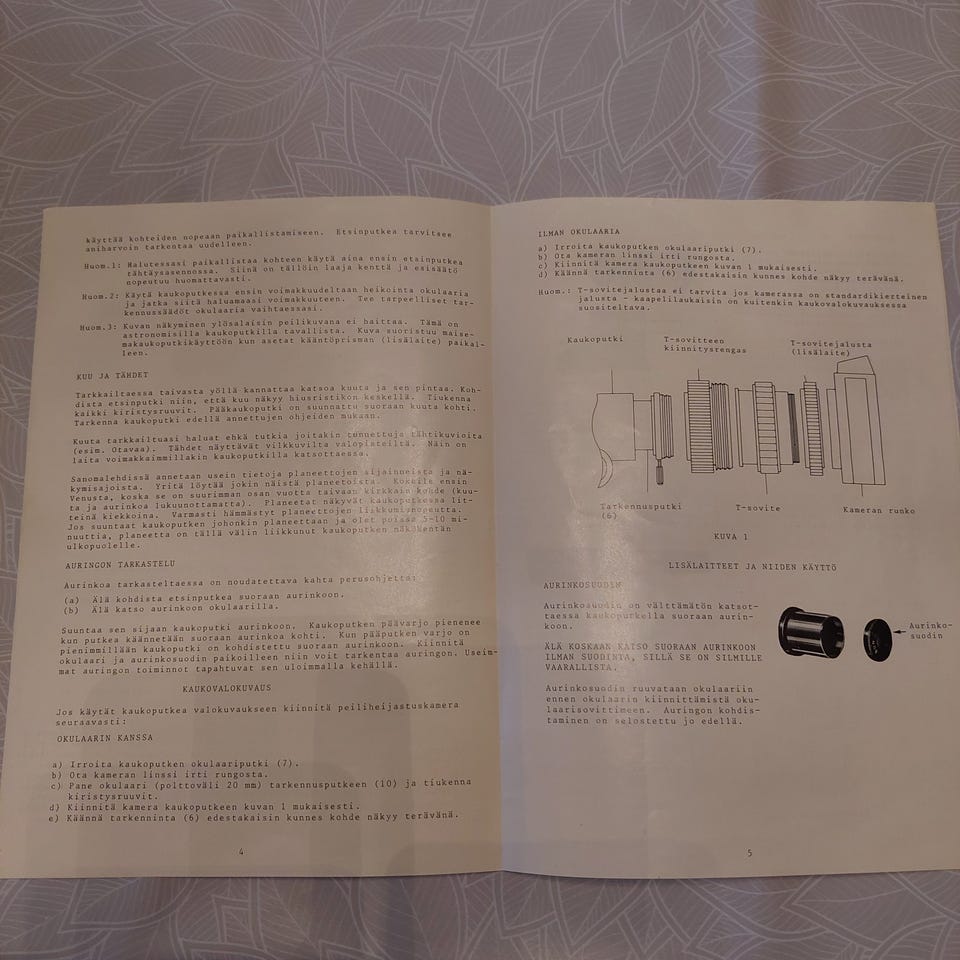 käyttää kohteiden nopeaan paikallistamiseen. Etsinputkea tarvitsee
aniharvoin tarkentaa uudelleen.
Huom.1: Halutessasi paikallistaa kohteen käytä aina ensin etsinputkea
tähtäysasennossa. Siinä on tällöin laaja kenttä ja esisäätö
nopeutuu huomattavasti.
Huom.2: Käytä kaukoputkessa ensin voimakkuudeltaan heikointa okulaaria
ja jatka siitä haluamaasi voimakkuuteen. Tee tarpeelliset tar-
kennussäädöt okulaaria vaihtaessasi.
Huom.3: Kuvan näkyminen ylösalaisin peilikuvana ei haittaa. Tämä on
astronomisilla kaukoputkilla tavallista. Kuva suoristuu maise-
makaukoputkikäyttöön kun asetat kääntöprisman (lisälaite) paikal-
leen.
KUU JA TÄHDET
Tarkkailtaessa taivasta yöllä kannattaa katsoa kuuta ja sen pintaa. Koh-
dista etsinputki niin, että kuu näkyy hiusristikon keskellä. Tiukenna
kaikki kiristysruuvit. Pääkaukoputki on suunnattu suoraan kuuta kohti.
Tarkenna kaukoputki edellä annettujen ohjeiden mukaan.
Kuuta tarkkailtuasi haluat ehkä tutkia joitakin tunnettuja tähtikuvioita
(esim. Otavaa). Tähdet näyttävät vilkkuvilta valopisteiltä. Näin on
laita voimakkaimmillakin kaukoputkilla katsottaessa.
Sanomalehdissä annetaan usein tietoja planeettojen sijainneista ja nä-
kymisajoista. Yritä löytää jokin näistä planeetoista. Kokeile ensin
Venusta, koska se on suurimman osan vuotta taivaan kirkkain kohde (kuu-
ta ja aurinkoa lukuunottamatta). Planeetat näkyvät kaukoputkessa lit-
teinä kiekkoina. Varmasti hämmästyt planeettojen liikkumisnopeutta.
Jos suuntaat kaukoputken johonkin planeettaan ja olet poissa 5-10 mi-
nuuttia, planeetta on tällä välin liikkunut kaukoputken näkökentän
ulkopuolelle.
AURINGON TARKASTELU
Aurinkoa tarkasteltaessa on noudatettava kahta perusohjetta:
(a) Älä kohdista etsinputkea suoraan aurinkoon.
(b) Älä katso aurinkoon okulaarilla.
Suuntaa sen sijaan kaukoputki aurinkoon. Kaukoputken päävarjo pienenee
kun putkea käännetään suoraan aurinkoa kohti. Kun pääputken varjo on
pienimmillään kaukoputki on kohdistettu suoraan aurinkoon. Kiinnitä
okulaari ja aurinkosuodin paikoilleen niin voit tarkentaa auringon. Useim-
mat auringon toiminnot tapahtuvat sen uloimmalla kehällä.
KAUKOVALOKUVAUS
Jos käytät kaukoputkea valokuvaukseen kiinnitä peiliheijastuskamera
seuraavasti:
OKULAARIN KANSSA
a) Irroita kaukoputken okulaariputki (7).
b) Ota kameran linssi irti rungosta.
c) Pane okulaari (polttoväli 20 mm) tarkennusputkeen (10) ja tiukenna
kiristysruuvit.
d) Kiinnitä kamera kaukoputkeen kuvan 1 mukaisesti.
e) Käännä tarkenninta (6) edestakaisin kunnes kohde näkyy terävänä.
4
ILMAN OKULAARIA
a) Irroita kaukoputken okulaariputki (7).
b) Ota kameran linssi irti rungosta.
c) Kiinnitä kamera kaukoputkeen kuvan 1 mukaisesti.
d) Käännä tarkenninta (6) edestakaisin kunnes kohde näkyy terävänä.
Huom.: T-sovitejalustaa ei tarvita jos kamerassa on standardikierteinen
jalusta - kaapelilaukaisin on kuitenkin kaukovalokuvauksessa
suositeltava.
Kaukoputki
T-sovitteen
kiinnitysrengas
T-sovitejalusta
(lisälaite)
Tarkennusputki
(6)
T-sovite
Kameran runko
KUVA 1
LISÄLAITTEET JA NIIDEN KÄYTTÖ
AURINKOSUODIN
Aurinkosuodin on välttämätön katsot-
taessa kaukoputkella suoraan aurin-
koon.
ÄLÄ KOSKAAN KATSO SUORAAN AURINKOON
ILMAN SUODINTA, SILLÄ SE ON SILMILLE
VAARALLISTA.
Aurinkosuodin ruuvataan okulaariin
ennen okulaarin kiinnittämistä oku-
laarisovittimeen. Auringon kohdis-
taminen on selostettu jo edellä.
Aurinko-
suodin
5